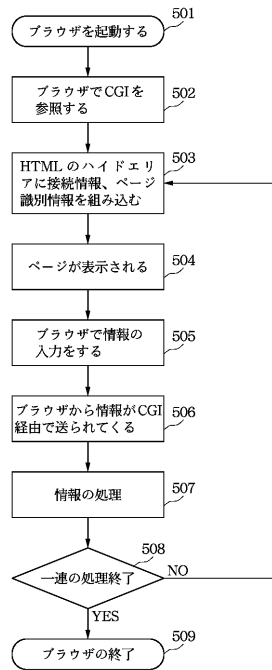 501
ブラウザを起動する
502
ブラウザでCGIを
参照する
503
HTMLのハイドエリ
アに接続情報、ページ
識別情報を組み込む
504
ページが表示される
505
ブラウザで情報の
入力をする
506
ブラウザから情報がCGI
経由で送られてくる
507
情報の処理
508
一連の処理終了
NO
YES
509
ブラウザの終了